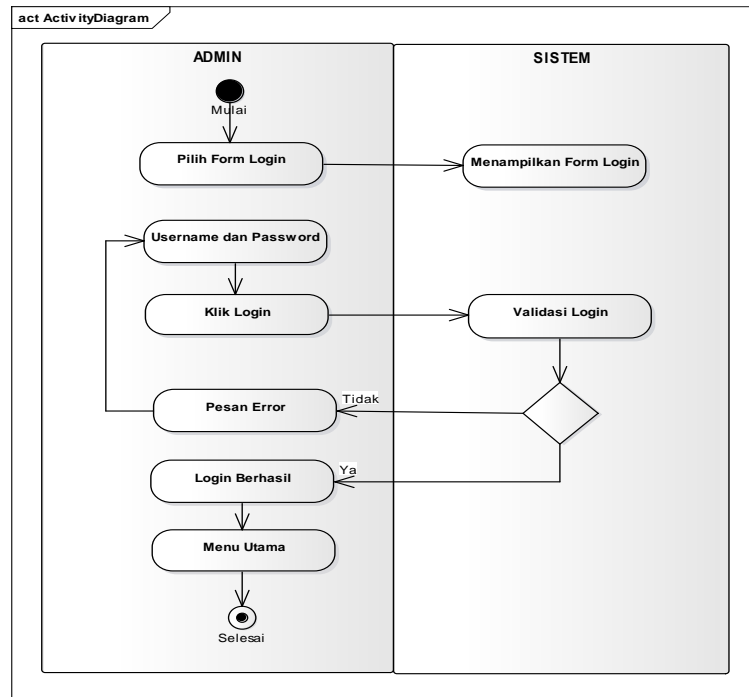 act ActivityDiagram
ADMIN
SISTEM
Mulai
Pilih Form Login
Menampilkan Form Login
Username dan Password
Klik Login
Validasi Login
Pesan Error
Tidak
Login Berhasil
Ya
Menu Utama
Selesai